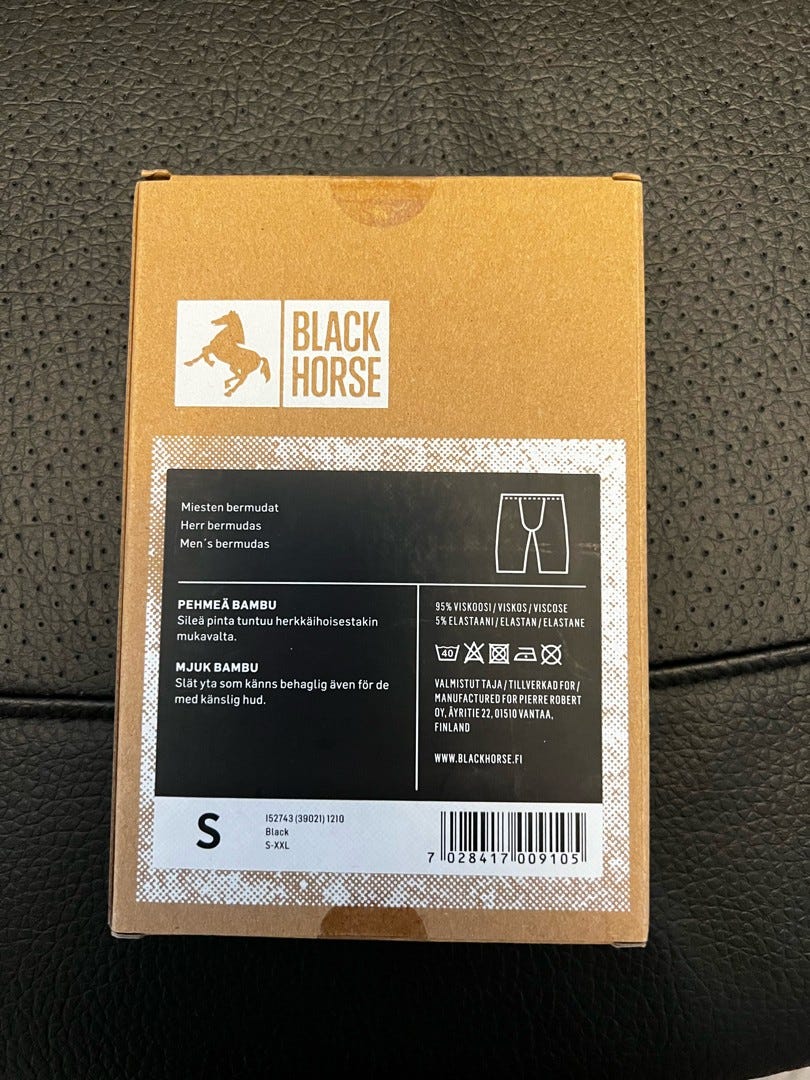 BLACK
HORSE
Miesten bermudat
Herr bermudas
Men´s bermudas
PEHMEÄ BAMBU
Sileä pinta tuntuu herkkäihoisestakin
mukavalta.
MJUK BAMBU
Slät yta som känns behaglig även för de
med känslig hud.
95% VISKOOSI / VISKOS / VISCOSE
5% ELASTAANI / ELASTAN / ELASTANE
40
VALMISTUTTAJA / TILLVERKAD FOR /
MANUFACTURED FOR PIERRE ROBERT
OY, ÄYRITIE 22, 01510 VANTAA,
FINLAND
WWW.BLACKHORSE.FI
S
152743 (39021) 1210
Black
S-XXL
7 028417 009105